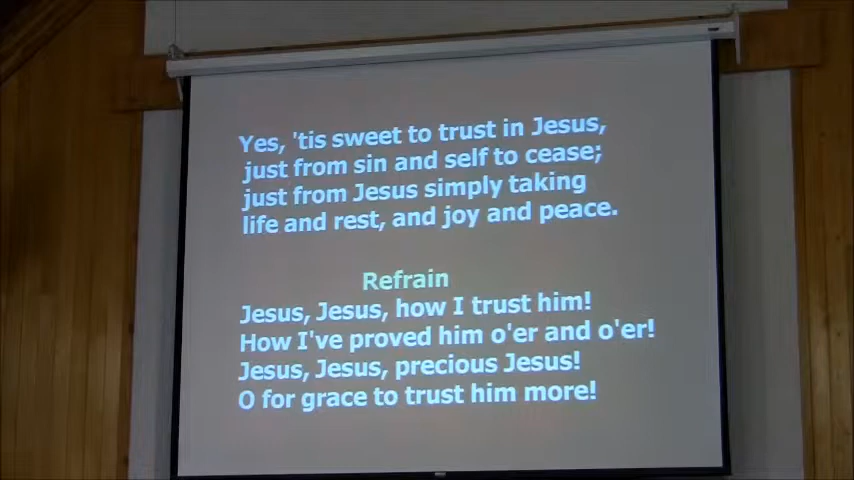 Yes, 'tis sweet to trust in Jesus,
just from sin and self to cease;
just from Jesus simply taking
life and rest, and joy and peace.
Refrain
Jesus, Jesus, how I trust him!
How I've proved him o'er and o'er!
Jesus, Jesus, precious Jesus!
O for grace to trust him more!